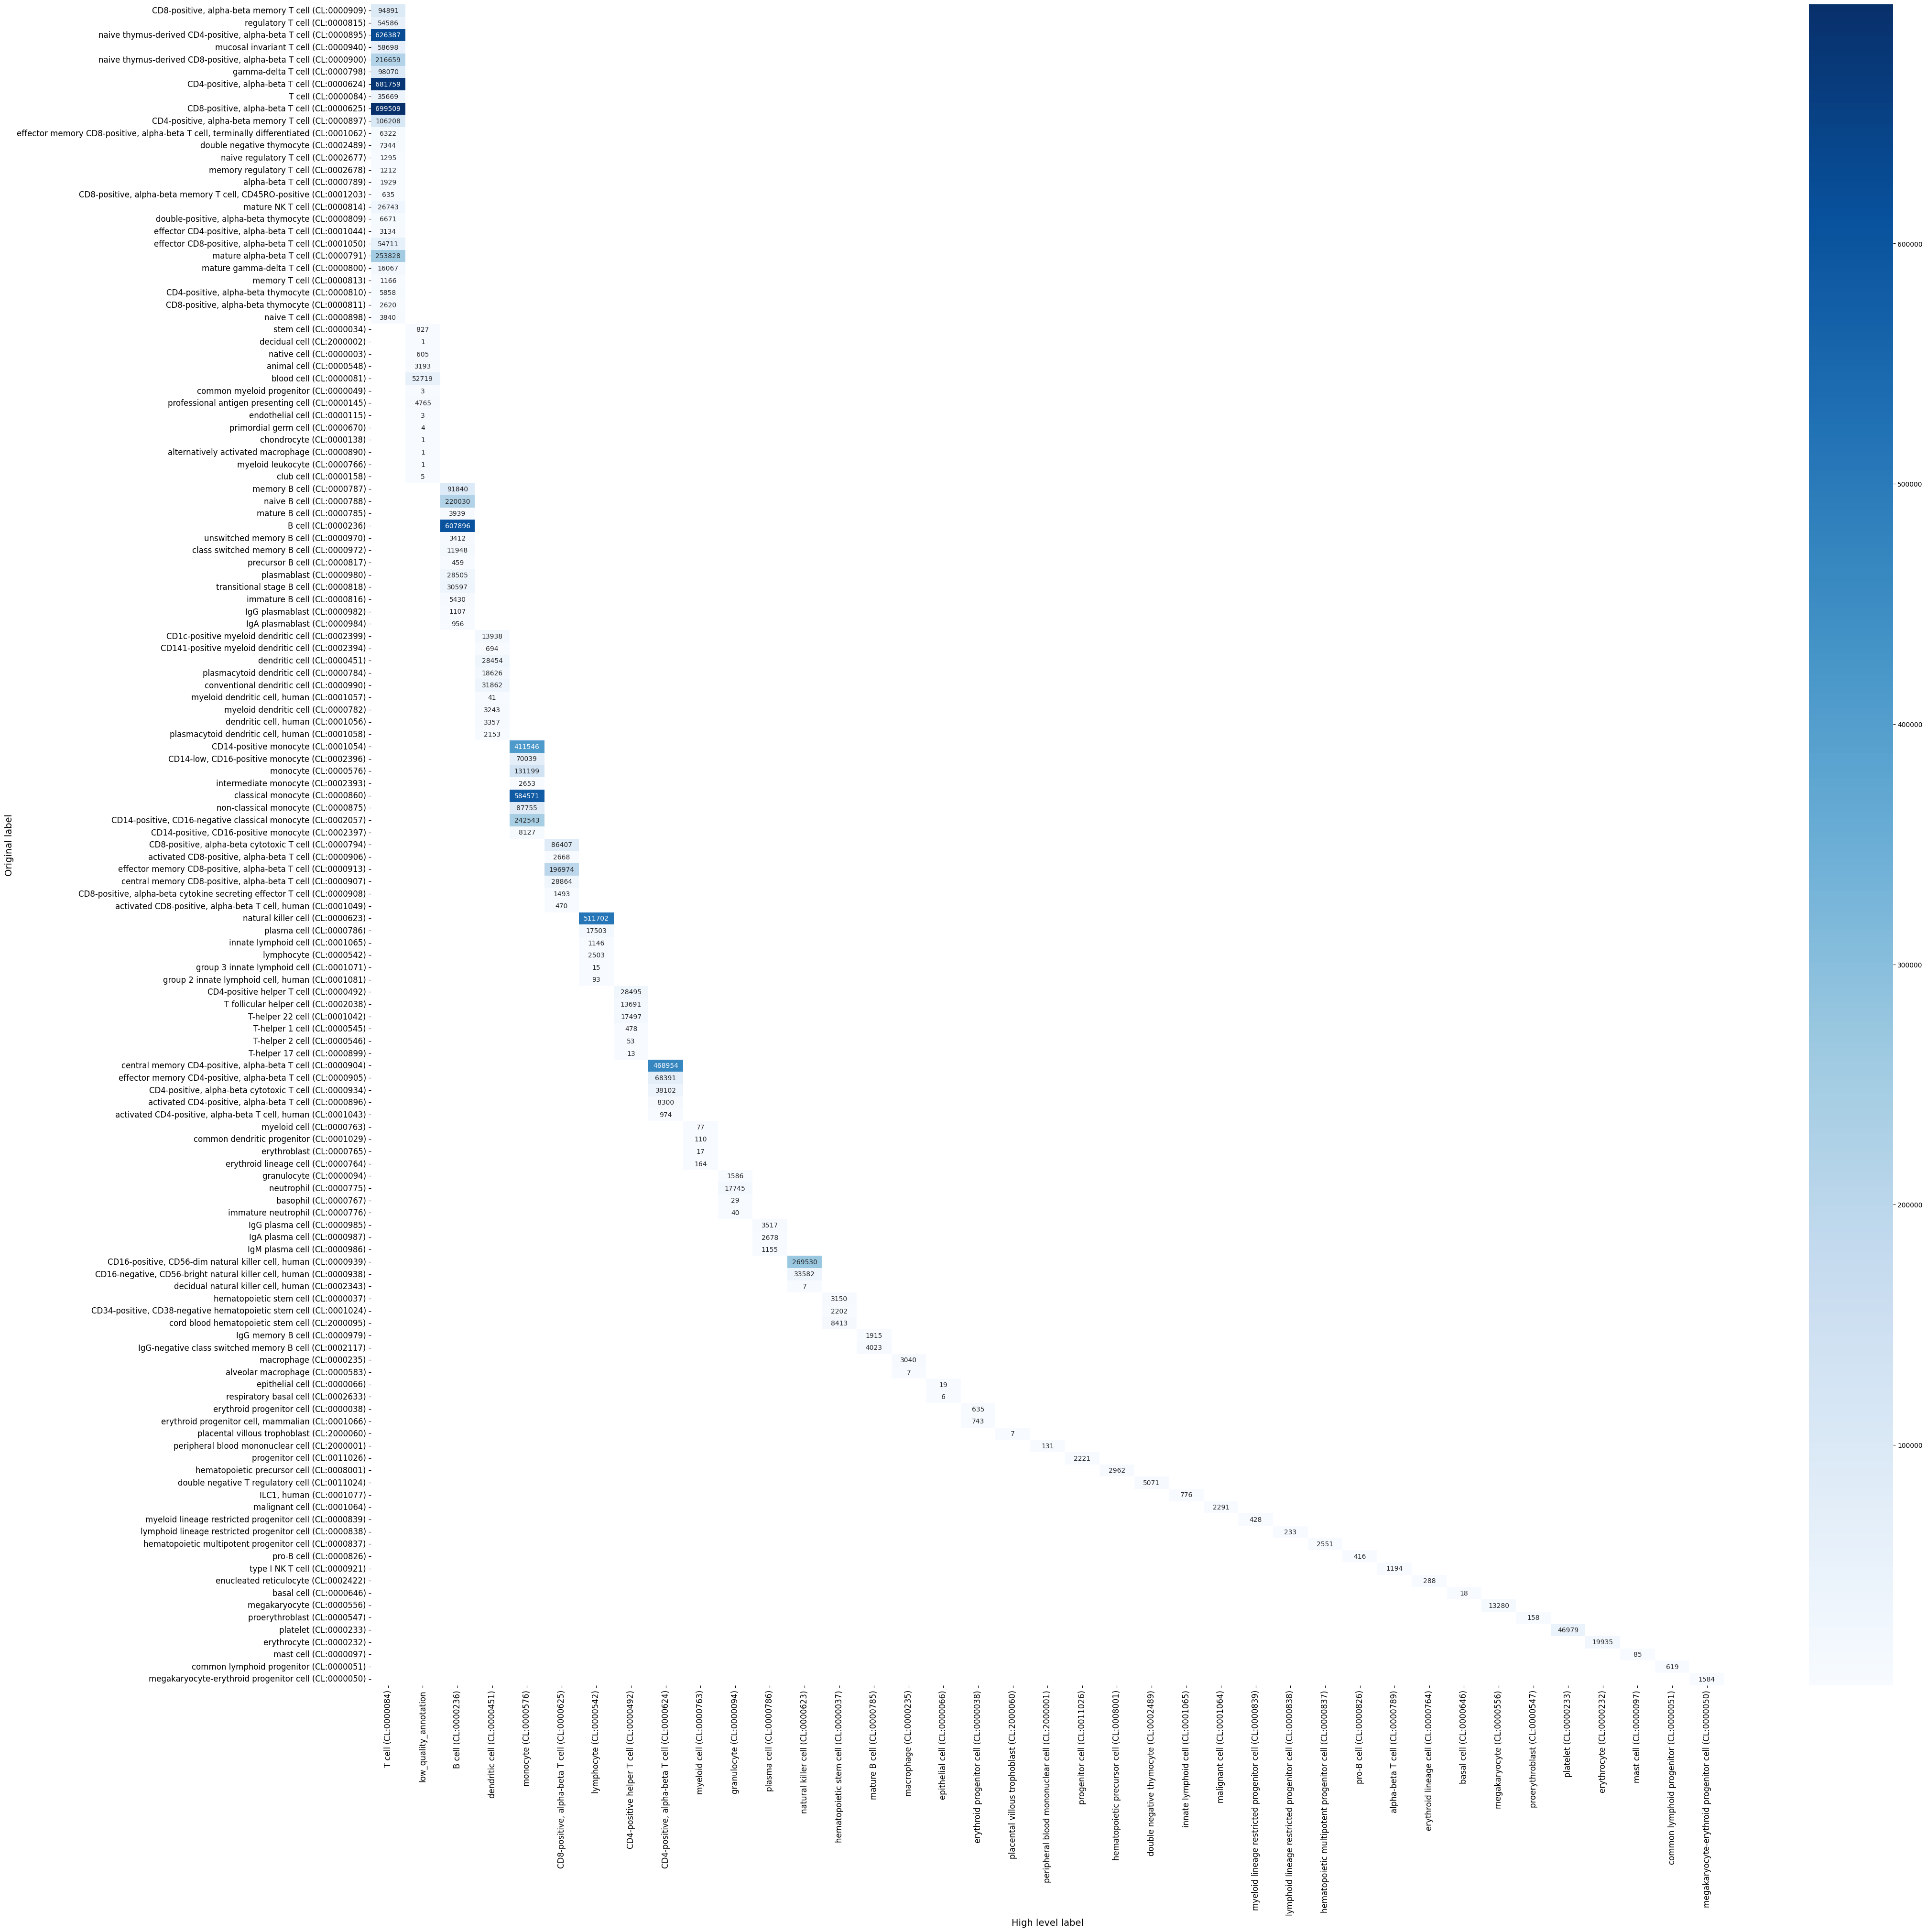 CD8-positive, alpha-beta memory T cell (CL:0000909) 94891
regulatory T cell (CL:0000815) 54586
naive thymus-derived CD4-positive, alpha-beta T cell (CL:0000895) 626387
mucosal invariant T cell (CL:0000940) 58698
naive thymus-derived CD8-positive, alpha-beta T cell (CL:0000900) 216659
gamma-delta T cell (CL:0000798) 98070
CD4-positive, alpha-beta T cell (CL:0000624) 681759
T cell (CL:0000084) 35669
CD8-positive, alpha-beta T cell (CL:0000625) 699509
CD4-positive, alpha-beta memory T cell (CL:0000897) 106208
effector memory CD8-positive, alpha-beta T cell, terminally differentiated (CL:0001062) 6322
double negative thymocyte (CL:0002489) 7344
naive regulatory T cell (CL:0002677) 1295
memory regulatory T cell (CL:0002678) 1212
alpha-beta T cell (CL:0000789) 1929
CD8-positive, alpha-beta memory T cell, CD45RO-positive (CL:0001203) 635
mature NK T cell (CL:0000814) 26743
double-positive, alpha-beta thymocyte (CL:0000809) 6671
effector CD4-positive, alpha-beta T cell (CL:0001044) 3134
effector CD8-positive, alpha-beta T cell (CL:0001050) 54711
mature alpha-beta T cell (CL:0000791) 253828
600000
mature gamma-delta T cell (CL:0000800) 16067
memory T cell (CL:0000813) 1166
CD4-positive, alpha-beta thymocyte (CL:0000810) 5858
CD8-positive, alpha-beta thymocyte (CL:0000811) 2620
naive T cell (CL:0000898) 3840
stem cell (CL:0000034) 827
decidual cell (CL:2000002) 1
native cell (CL:0000003) 605
animal cell (CL:0000548) 3193
blood cell (CL:0000081) 52719
common myeloid progenitor (CL:0000049) 3
professional antigen presenting cell (CL:0000145) 4765
endothelial cell (CL:0000115) 3
primordial germ cell (CL:0000670) 4
chondrocyte (CL:0000138) 1
alternatively activated macrophage (CL:0000890) 1
myeloid leukocyte (CL:0000766) 1
club cell (CL:0000158) 5
500000
memory B cell (CL:0000787) 91840
naive B cell (CL:0000788) 220030
mature B cell (CL:0000785) 3939
B cell (CL:0000236) 607896
unswitched memory B cell (CL:0000970) 3412
class switched memory B cell (CL:0000972) 11948
precursor B cell (CL:0000817) 459
plasmablast (CL:0000980) 28505
transitional stage B cell (CL:0000818) 30597
immature B cell (CL:0000816) 5430
IgG plasmablast (CL:0000982) 1107
IgA plasmablast (CL:0000984) 956
CD1c-positive myeloid dendritic cell (CL:0002399) 13938
CD141-positive myeloid dendritic cell (CL:0002394) 694
dendritic cell (CL:0000451) 28454
plasmacytoid dendritic cell (CL:0000784) 18626
conventional dendritic cell (CL:0000990) 31862
myeloid dendritic cell, human (CL:0001057) 41
myeloid dendritic cell (CL:0000782) 3243
400000
dendritic cell, human (CL:0001056) 3357
plasmacytoid dendritic cell, human (CL:0001058) 2153
CD14-positive monocyte (CL:0001054) 411546
CD14-low, CD16-positive monocyte (CL:0002396) 70039
monocyte (CL:0000576) 131199
intermediate monocyte (CL:0002393) 2653
classical monocyte (CL:0000860) 584571
non-classical monocyte (CL:0000875) 87755
CD14-positive, CD16-negative classical monocyte (CL:0002057) 242543
CD14-positive, CD16-positive monocyte (CL:0002397) 8127
Original label
CD8-positive, alpha-beta cytotoxic T cell (CL:0000794) 86407
activated CD8-positive, alpha-beta T cell (CL:0000906) 2668
effector memory CD8-positive, alpha-beta T cell (CL:0000913) 196974
central memory CD8-positive, alpha-beta T cell (CL:0000907) 28864
CD8-positive, alpha-beta cytokine secreting effector T cell (CL:0000908) 1493
activated CD8-positive, alpha-beta T cell, human (CL:0001049) 470
natural killer cell (CL:0000623) 511702
plasma cell (CL:0000786) 17503
innate lymphoid cell (CL:0001065) 1146
lymphocyte (CL:0000542) 2503
300000
group 3 innate lymphoid cell (CL:0001071) 15
group 2 innate lymphoid cell, human (CL:0001081) 93
CD4-positive helper T cell (CL:0000492) 28495
T follicular helper cell (CL:0002038) 13691
T-helper 22 cell (CL:0001042) 17497
T-helper 1 cell (CL:0000545) 478
T-helper 2 cell (CL:0000546) 53
T-helper 17 cell (CL:0000899) 13
central memory CD4-positive, alpha-beta T cell (CL:0000904) 468954
effector memory CD4-positive, alpha-beta T cell (CL:0000905) 68391
CD4-positive, alpha-beta cytotoxic T cell (CL:0000934) 38102
activated CD4-positive, alpha-beta T cell (CL:0000896) 8300
activated CD4-positive, alpha-beta T cell, human (CL:0001043) 974
myeloid cell (CL:0000763) 77
common dendritic progenitor (CL:0001029) 110
erythroblast (CL:0000765) 17
erythroid lineage cell (CL:0000764) 164
granulocyte (CL:0000094) 1586
neutrophil (CL:0000775) 17745
basophil (CL:0000767) 29
200000
immature neutrophil (CL:0000776) 40
IgG plasma cell (CL:0000985) 3517
IgA plasma cell (CL:0000987) 2678
IgM plasma cell (CL:0000986) 1155
CD16-positive, CD56-dim natural killer cell, human (CL:0000939) 269530
CD16-negative, CD56-bright natural killer cell, human (CL:0000938) 33582
decidual natural killer cell, human (CL:0002343) 7
hematopoietic stem cell (CL:0000037) 3150
CD34-positive, CD38-negative hematopoietic stem cell (CL:0001024) 2202
cord blood hematopoietic stem cell (CL:2000095) 8413
IgG memory B cell (CL:0000979) 1915
IgG-negative class switched memory B cell (CL:0002117) 4023
macrophage (CL:0000235) 3040
alveolar macrophage (CL:0000583) 7
epithelial cell (CL:0000066) 19
respiratory basal cell (CL:0002633) 6
erythroid progenitor cell (CL:0000038) 635
erythroid progenitor cell, mammalian (CL:0001066) 743
placental villous trophoblast (CL:2000060) 7
peripheral blood mononuclear cell (CL:2000001) 131
100000
progenitor cell (CL:0011026) 2221
hematopoietic precursor cell (CL:0008001) 2962
double negative T regulatory cell (CL:0011024) 5071
ILC1, human (CL:0001077) 776
malignant cell (CL:0001064) 2291
myeloid lineage restricted progenitor cell (CL:0000839) 428
lymphoid lineage restricted progenitor cell (CL:0000838) 233
hematopoietic multipotent progenitor cell (CL:0000837) 2551
pro-B cell (CL:0000826) 416
type I NK T cell (CL:0000921) 1194
enucleated reticulocyte (CL:0002422) 288
basal cell (CL:0000646) 18
megakaryocyte (CL:0000556) 13280
proerythroblast (CL:0000547) 158
platelet (CL:0000233) 46979
erythrocyte (CL:0000232) 19935
mast cell (CL:0000097) 85
common lymphoid progenitor (CL:0000051) 619
megakaryocyte-erythroid progenitor cell (CL:0000050) 1584
T cell (CL:0000084)
low_quality_annotation
B cell (CL:0000236)
dendritic cell (CL:0000451)
monocyte (CL:0000576)
CD8-positive, alpha-beta T cell (CL:0000625)
lymphocyte (CL:0000542)
CD4-positive helper T cell (CL:0000492)
CD4-positive, alpha-beta T cell (CL:0000624)
myeloid cell (CL:0000763)
granulocyte (CL:0000094)
plasma cell (CL:0000786)
natural killer cell (CL:0000623)
hematopoietic stem cell (CL:0000037)
mature B cell (CL:0000785)
macrophage (CL:0000235)
epithelial cell (CL:0000066)
erythroid progenitor cell (CL:0000038)
placental villous trophoblast (CL:2000060)
peripheral blood mononuclear cell (CL:2000001)
progenitor cell (CL:0011026)
hematopoietic precursor cell (CL:0008001)
double negative thymocyte (CL:0002489)
innate lymphoid cell (CL:0001065)
malignant cell (CL:0001064)
myeloid lineage restricted progenitor cell (CL:0000839)
lymphoid lineage restricted progenitor cell (CL:0000838)
hematopoietic multipotent progenitor cell (CL:0000837)
pro-B cell (CL:0000826)
alpha-beta T cell (CL:0000789)
erythroid lineage cell (CL:0000764)
basal cell (CL:0000646)
megakaryocyte (CL:0000556)
proerythroblast (CL:0000547)
platelet (CL:0000233)
erythrocyte (CL:0000232)
mast cell (CL:0000097)
common lymphoid progenitor (CL:0000051)
megakaryocyte-erythroid progenitor cell (CL:0000050)
High level label